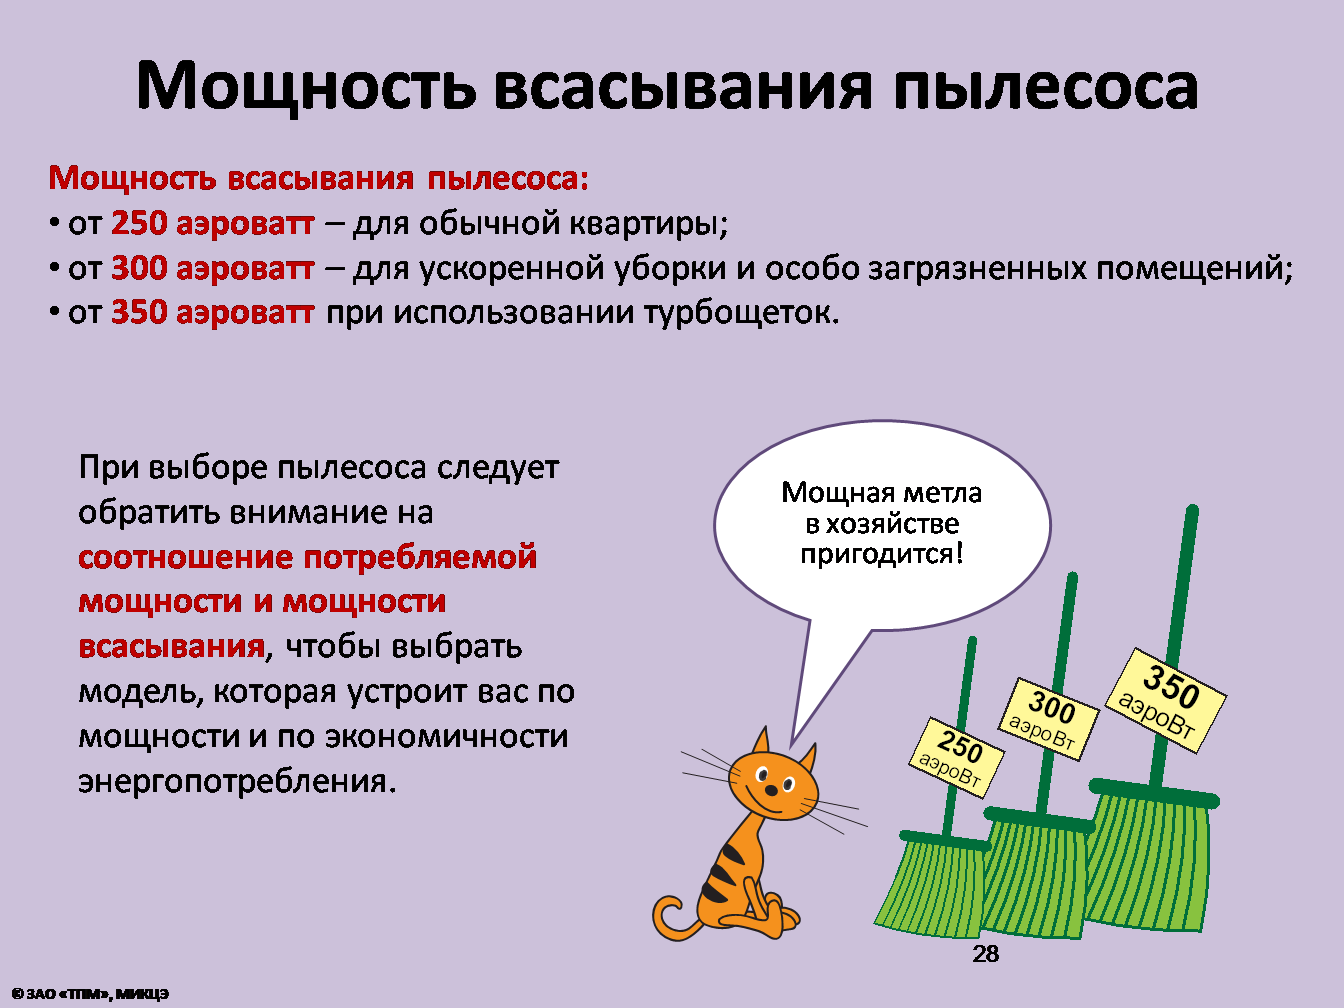 Мощность всасывания пылесоса
Мощность всасывания пылесоса:
• от 250 аэроватт – для обычной квартиры;
• от 300 аэроватт – для ускоренной уборки и особо загрязненных помещений;
• от 350 аэроватт при использовании турбощеток.
При выборе пылесоса следует
обратить внимание на
соотношение потребляемой
мощности и мощности
всасывания, чтобы выбрать
модель, которая устроит вас по
мощности и по экономичности
энергопотребления.
Мощная метла
в хозяйстве
пригодится!
250
аэроВт
300
аэроВт
350
аэроВт
28
© ЗАО «ТПМ», МИКЦЭ